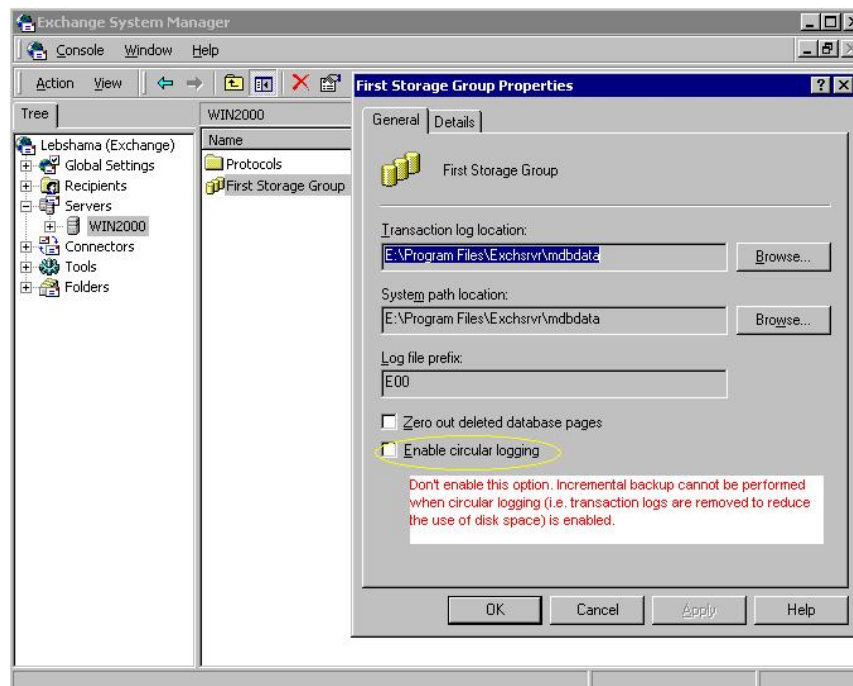 Exchange System Manager
Console Window Help
Action View
First Storage Group Properties
Tree
WIN2000
General Details
Name
Lebshama (Exchange)
Global Settings
Protocols
First Storage Group
Recipients
Servers
WIN2000
Connectors
Tools
Folders
First Storage Group
Transaction log location:
E:\Program Files\Exchsrvr\mdbdata
Browse...
System path location:
E:\Program Files\Exchsrvr\mdbdata
Browse...
Log file prefix:
E00
Zero out deleted database pages
Enable circular logging
Don't enable this option. Incremental backup cannot be performed
when circular logging (i.e. transaction logs are removed to reduce
the use of disk space) is enabled.
OK Cancel Apply Help